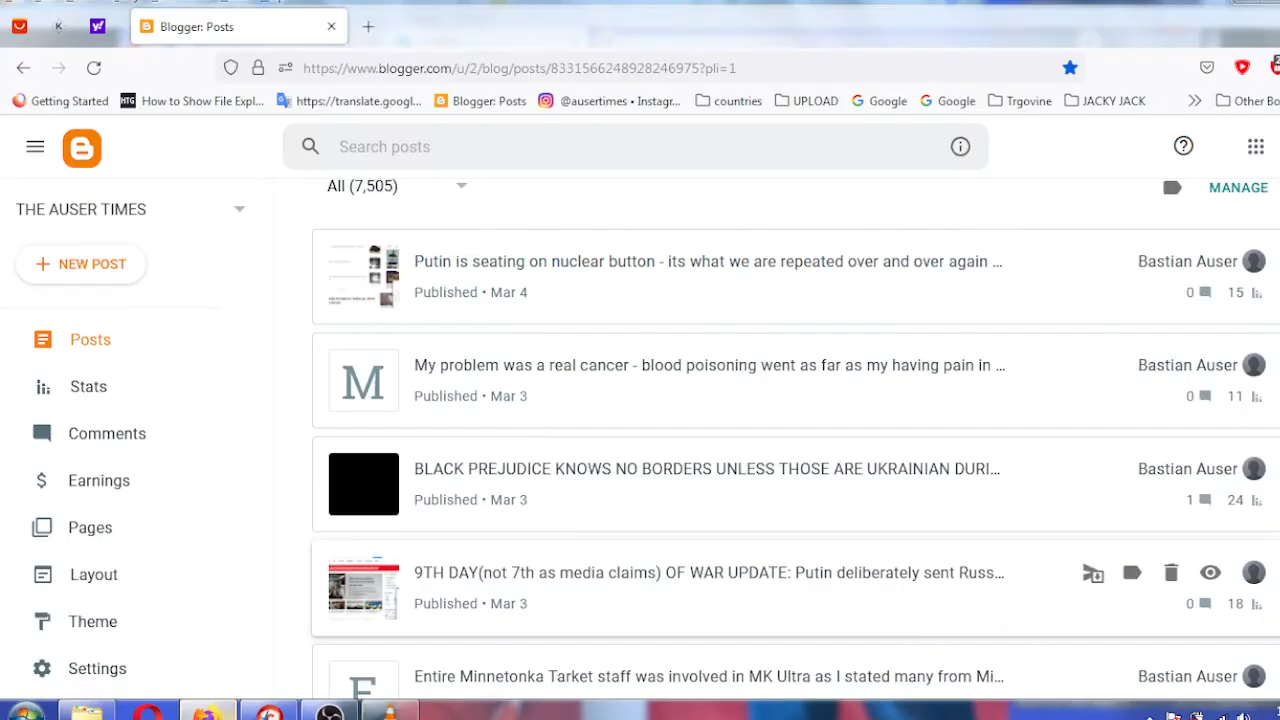 Blogger: Posts
https://www.blogger.com/u/2/blog/posts/8331566248928246975?pli=1
Getting Started
HTG How to Show File Expl...
https://translate.googl...
Blogger: Posts
@ausertimes • Instagr...
countries
UPLOAD
Google
Google
Trgovine
JACKY JACK
Other Bo
Search posts
THE AUSER TIMES
NEW POST
Posts
Stats
Comments
Earnings
Pages
Layout
Theme
Settings
All (7,505)
MANAGE
Putin is seating on nuclear button - its what we are repeated over and over again ...
Bastian Auser
Published • Mar 4
0 15
M
My problem was a real cancer - blood poisoning went as far as my having pain in ...
Bastian Auser
Published • Mar 3
0 11
BLACK PREJUDICE KNOWS NO BORDERS UNLESS THOSE ARE UKRAINIAN DURI...
Bastian Auser
Published • Mar 3
1 24
9TH DAY(not 7th as media claims) OF WAR UPDATE: Putin deliberately sent Russ...
Published • Mar 3
0 18
E
Entire Minnetonka Tarket staff was involved in MK Ultra as I stated many from Mi...
Bastian Auser